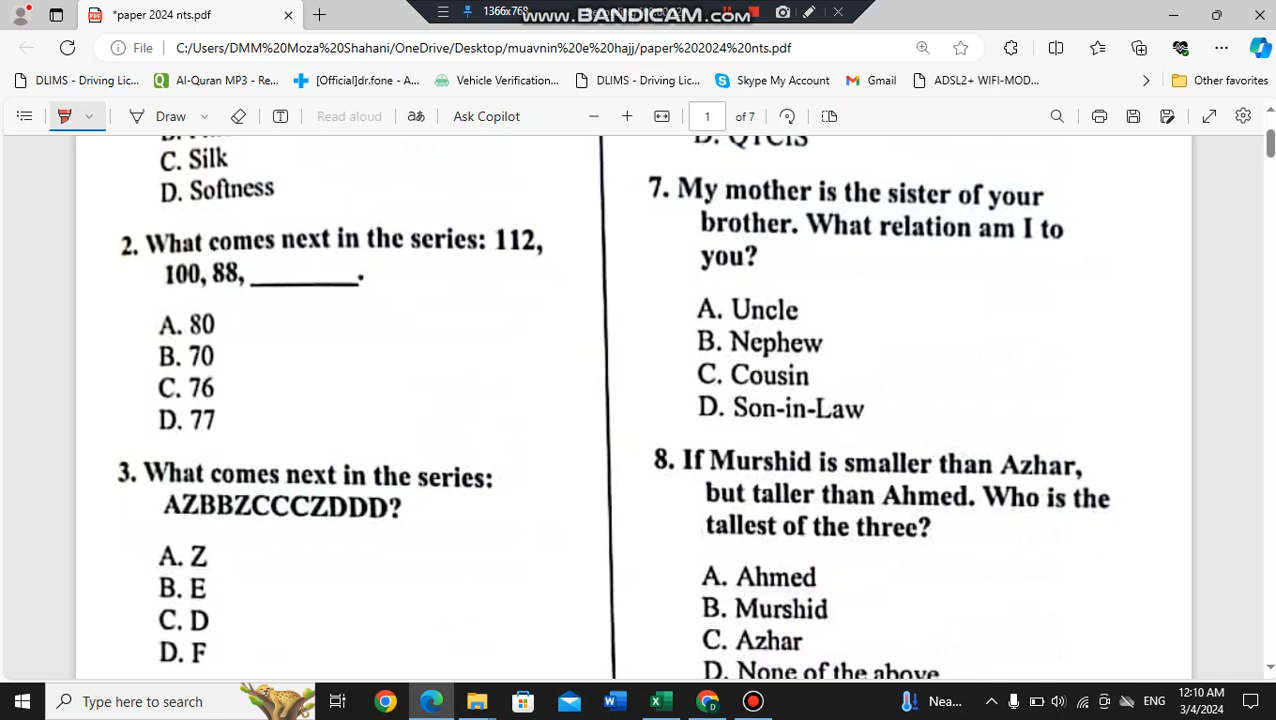 *paper 2024 nts.pdf
1366x768
www.BANDICAM.com
File
C:/Users/DMM%20Moza%20Shahani/OneDrive/Desktop/muavnin%20e%20hajj/paper%202024%20nts.pdf
DLIMS - Driving Lic...
Al-Quran MP3 - Re...
[Official]dr.fone - A...
Vehicle Verification...
DLIMS - Driving Lic...
Skype My Account
Gmail
ADSL2+ WIFI-MOD...
Other favorites
Draw
Read aloud
Ask Copilot
1 of 7
C. Silk
D. Softness
2. What comes next in the series: 112,
100, 88, ________.
A. 80
B. 70
C. 76
D. 77
3. What comes next in the series:
AZBBZCCCZDDD?
A. Z
B. E
C. D
D. F
D. QTCIS
7. My mother is the sister of your
brother. What relation am I to
you?
A. Uncle
B. Nephew
C. Cousin
D. Son-in-Law
8. If Murshid is smaller than Azhar,
but taller than Ahmed. Who is the
tallest of the three?
A. Ahmed
B. Murshid
C. Azhar
D. None of the above
Type here to search
Nea...
ENG
12:10 AM
3/4/2024